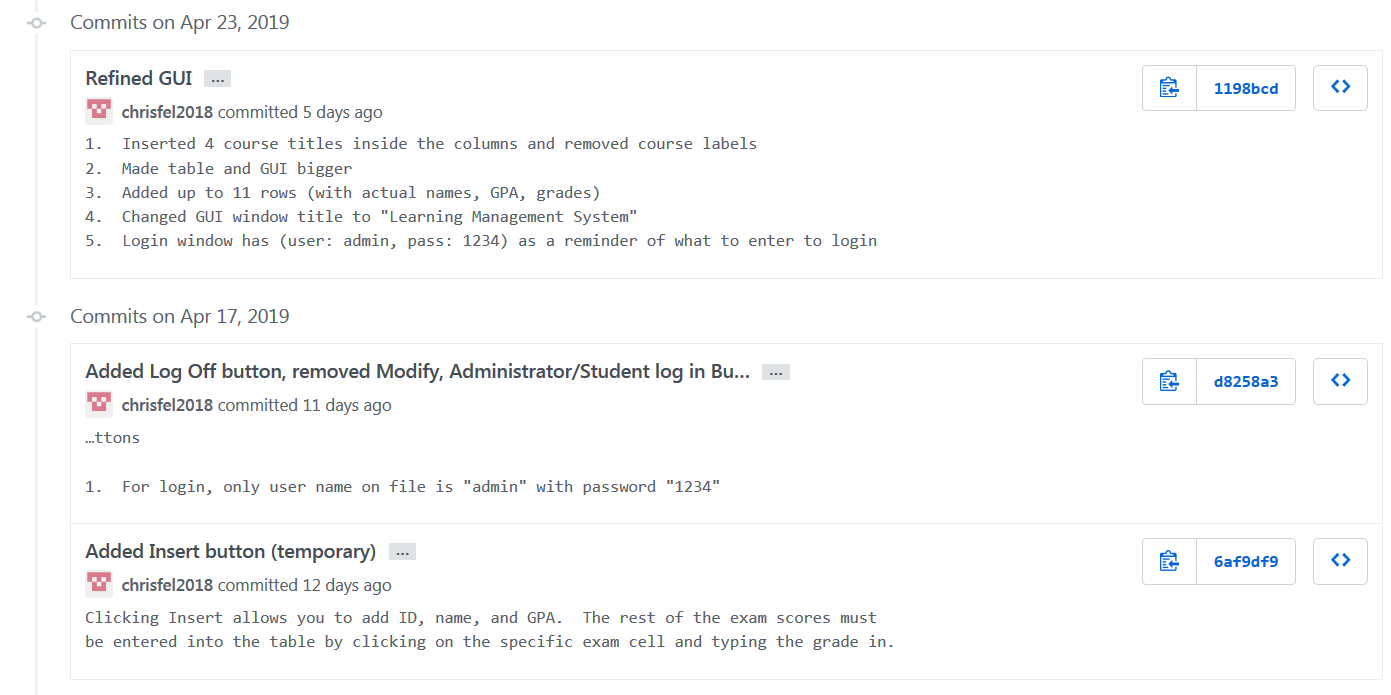 Commits on Apr 23, 2019
Refined GUI ...
1198bcd
chrisfel2018 committed 5 days ago
1. Inserted 4 course titles inside the columns and removed course labels
2. Made table and GUI bigger
3. Added up to 11 rows (with actual names, GPA, grades)
4. Changed GUI window title to "Learning Management System"
5. Login window has (user: admin, pass: 1234) as a reminder of what to enter to login
Commits on Apr 17, 2019
Added Log Off button, removed Modify, Administrator/Student log in Bu... ...
d8258a3
chrisfel2018 committed 11 days ago
…ttons
1. For login, only user name on file is "admin" with password "1234"
Added Insert button (temporary) ...
6af9df9
chrisfel2018 committed 12 days ago
Clicking Insert allows you to add ID, name, and GPA. The rest of the exam scores must
be entered into the table by clicking on the specific exam cell and typing the grade in.